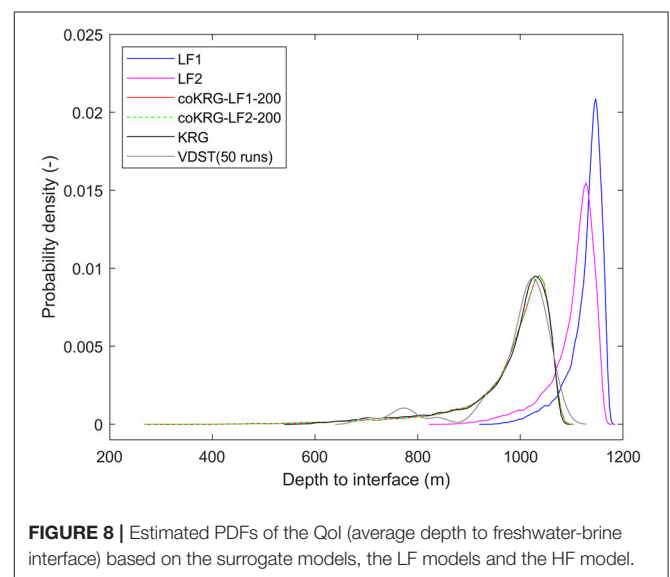 0.025
LF1
LF2
coKRG-LF1-200
coKRG-LF2-200
KRG
VDST(50 runs)
0.02
0.015
0.01
0.005
0
Probability density (-)
200
400
600
800
1000
1200
Depth to interface (m)
FIGURE 8 | Estimated PDFs of the QoI (average depth to freshwater-brine
interface) based on the surrogate models, the LF models and the HF model.